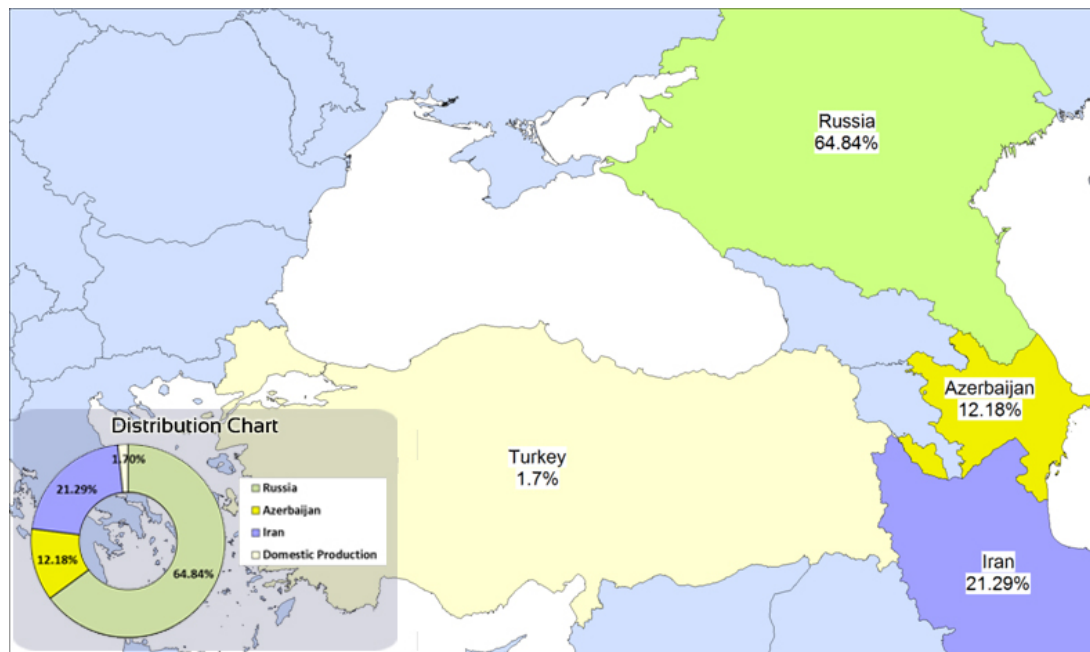 Russia
64.84%
Azerbaijan
12.18%
Turkey
1.7%
Iran
21.29%
Distribution Chart
1.70%
21.29%
12.18%
64.84%
Russia
Azerbaijan
Iran
Domestic Production